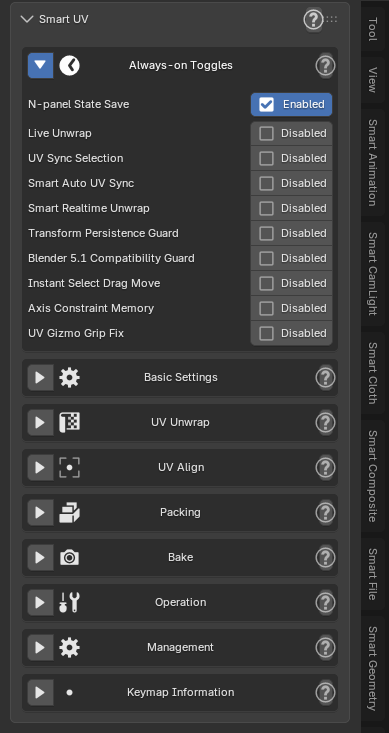 Smart UV
Always-on Toggles
N-panel State Save Enabled
Live Unwrap Disabled
UV Sync Selection Disabled
Smart Auto UV Sync Disabled
Smart Realtime Unwrap Disabled
Transform Persistence Guard Disabled
Blender 5.1 Compatibility Guard Disabled
Instant Select Drag Move Disabled
Axis Constraint Memory Disabled
UV Gizmo Grip Fix Disabled
Basic Settings
UV Unwrap
UV Align
Packing
Bake
Operation
Management
Keymap Information
Tool
View
Smart Animation
Smart CamLight
Smart Cloth
Smart Composite
Smart File
Smart Geometry